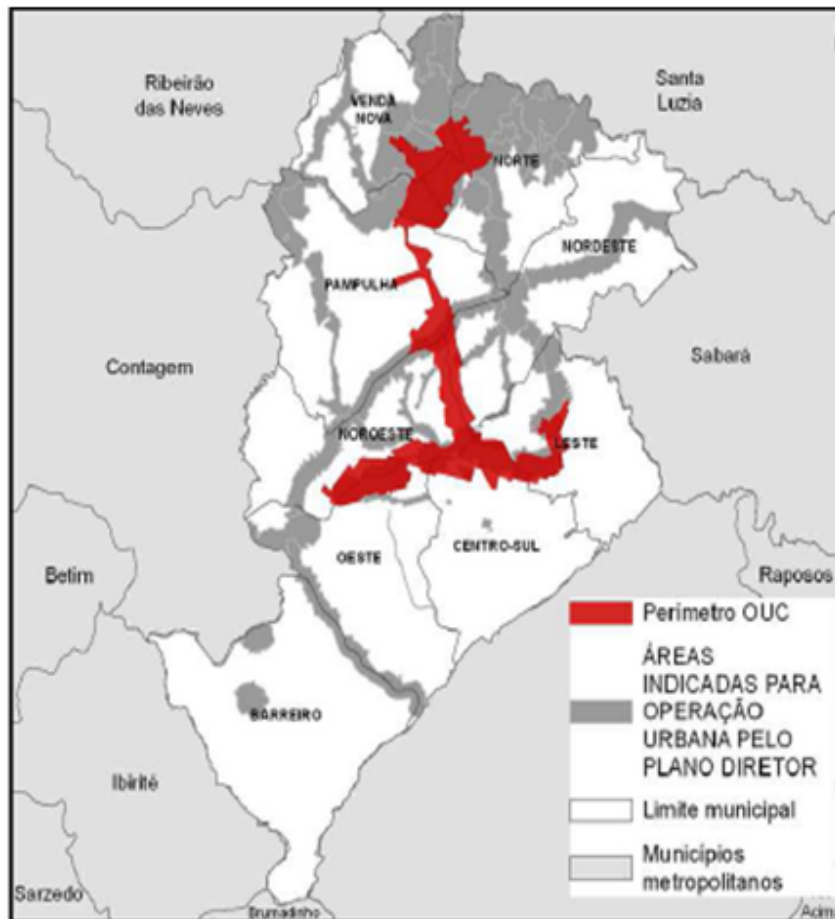 Ribeirão
das Neves
Santa
Luzia
VENDA
NOVA
NORTE
NORDESTE
PAMPULHA
Contagem
Sabará
NOROESTE
LESTE
OESTE
CENTRO-SUL
Betim
Raposos
BARREIRO
Ibirité
Sarzedo
Brumadinho
Perímetro OUC
ÁREAS
INDICADAS PARA
OPERAÇÃO
URBANA PELO
PLANO DIRETOR
Limite municipal
Municípios
metropolitanos